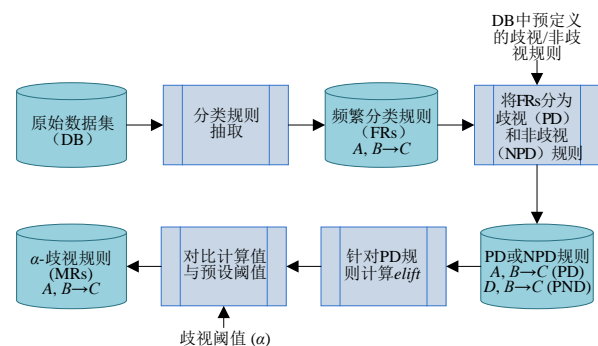 DB中预定义
的歧视/非歧
视规则
原始数据集
（DB）
分类规则
抽取
频繁分类规则
（FRs）
A, B→C
将FRs分为
歧视（PD）
和非歧视
（NPD）规则
α-歧视规则
(MRs)
A, B→C
对比计算值
与预设阈值
针对PD规
则计算elift
PD或NPD规则
A, B→C (PD)
D, B→C (PND)
歧视阈值 (α)